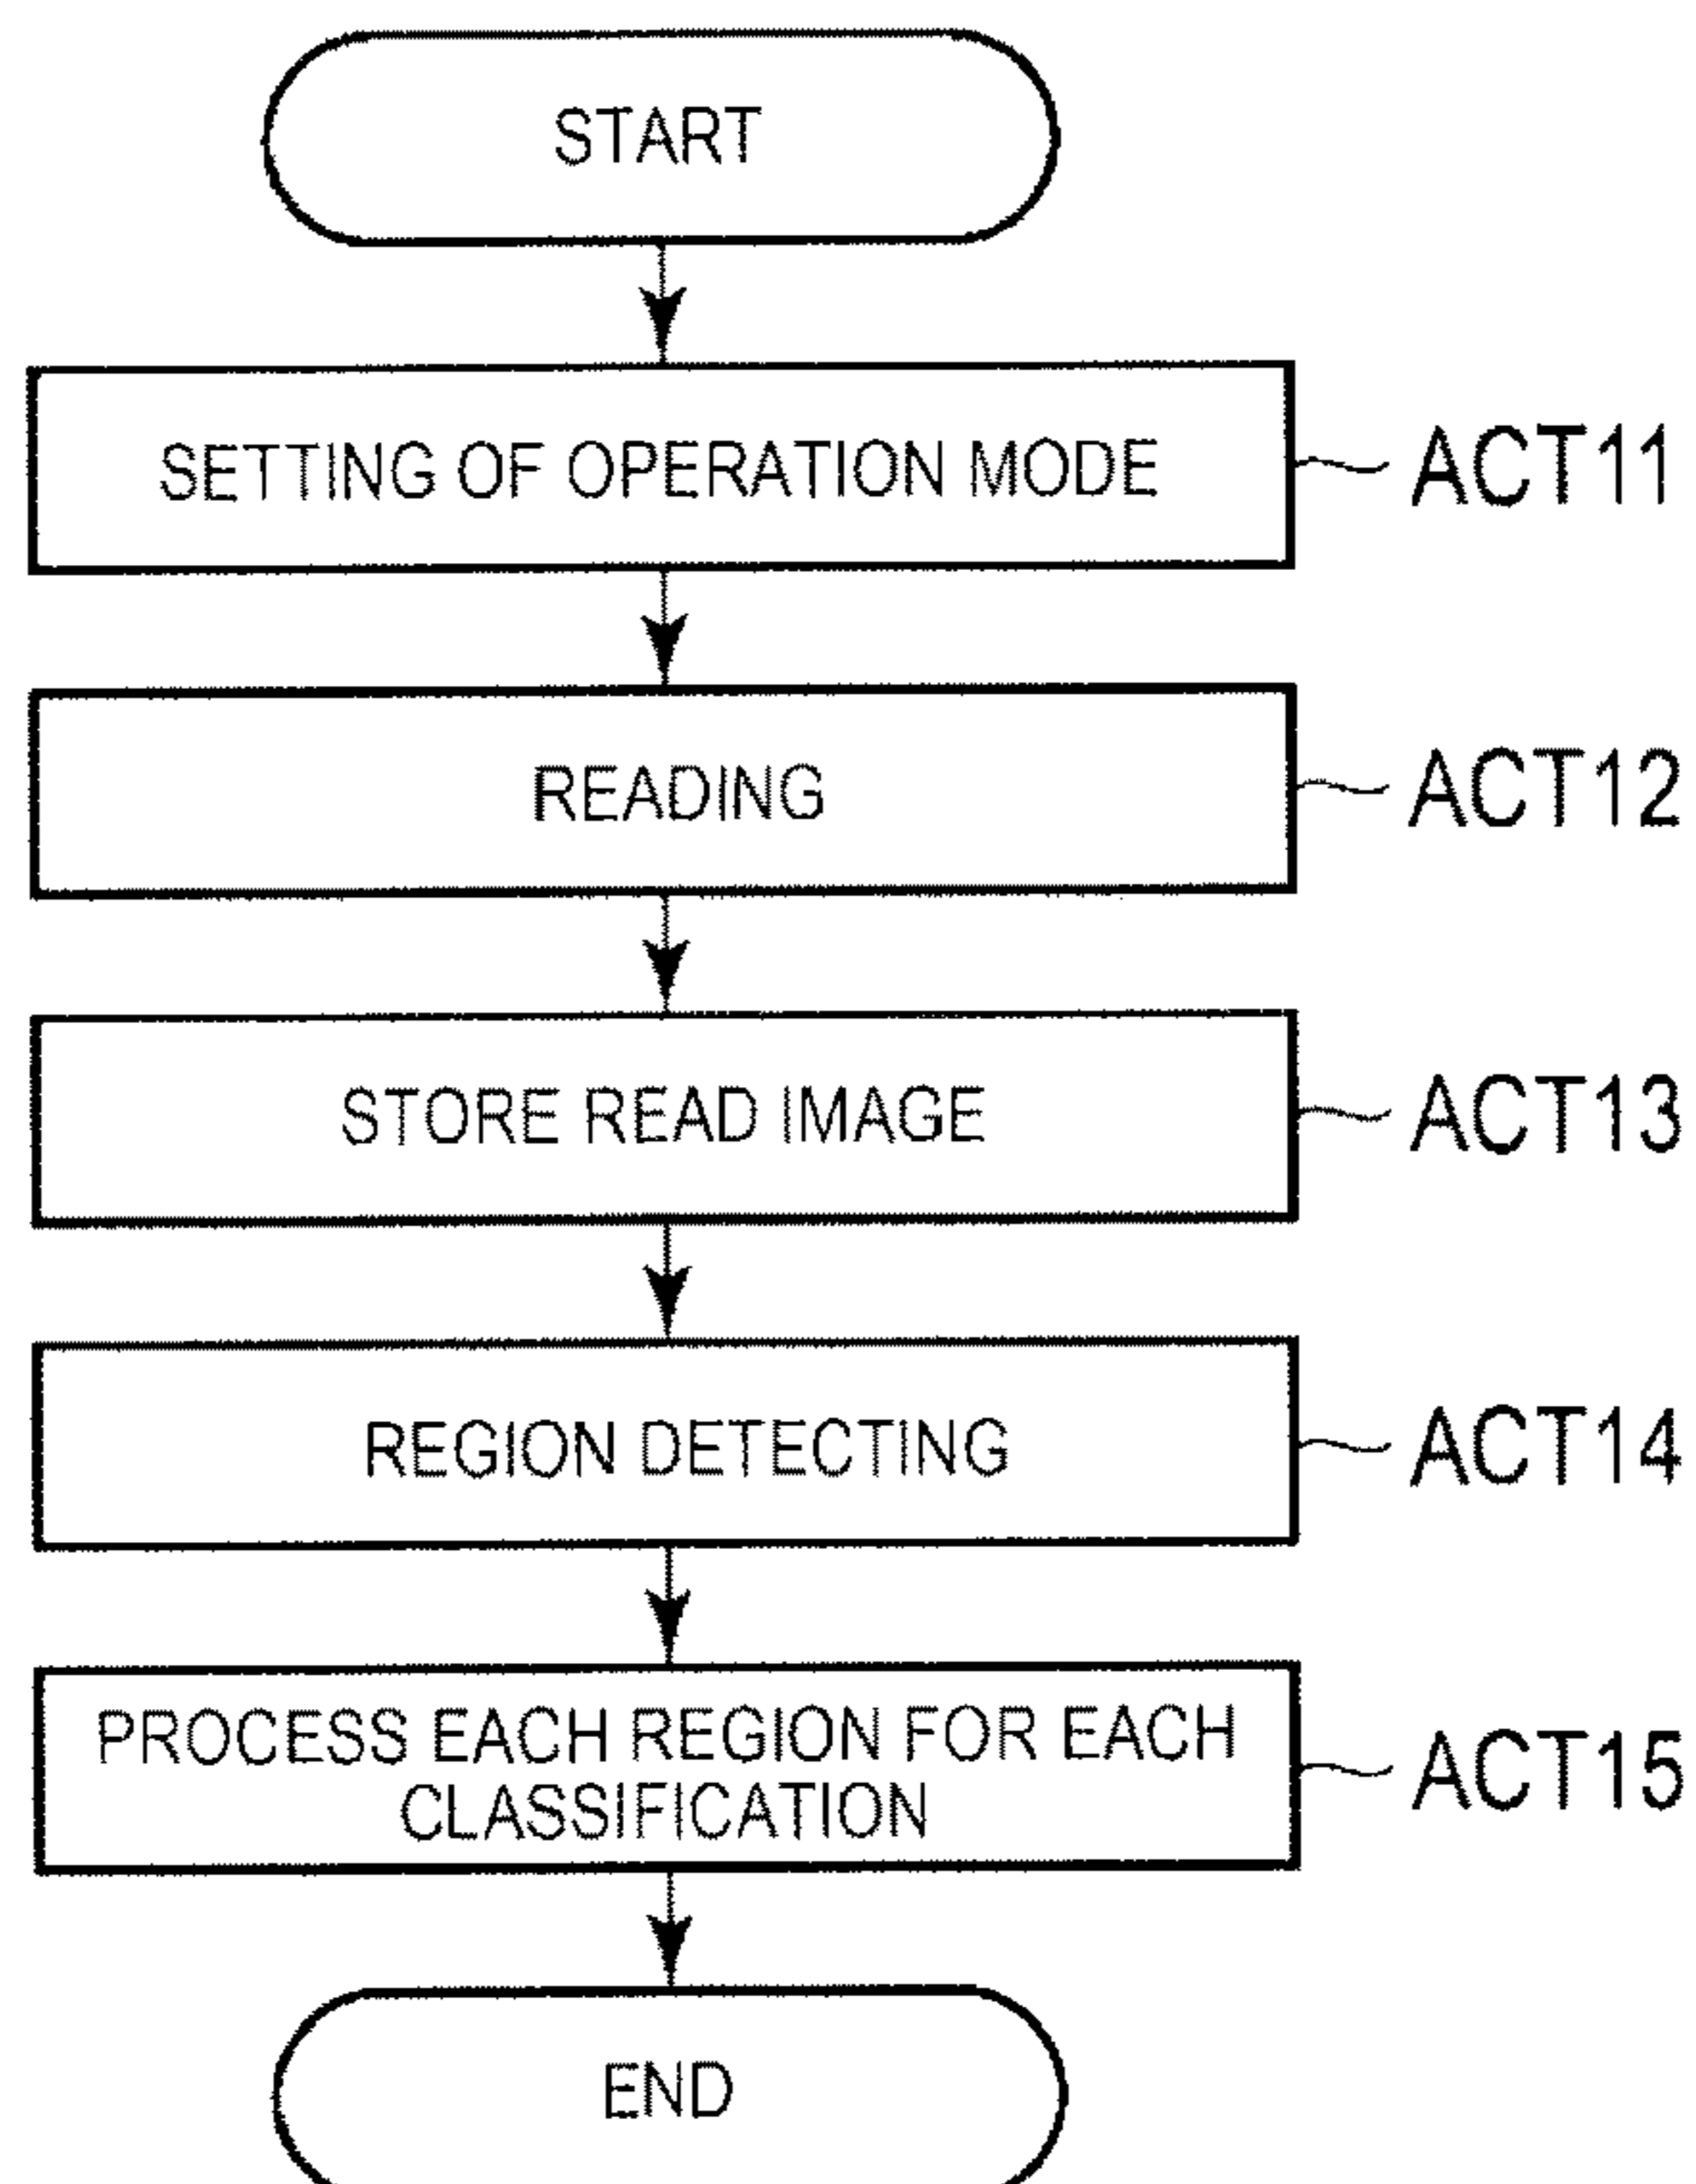 START
SETTING OF OPERATION MODE
ACT11
READING
ACT12
STORE READ IMAGE
ACT13
REGION DETECTING
ACT14
PROCESS EACH REGION FOR EACH
CLASSIFICATION
ACT15
END